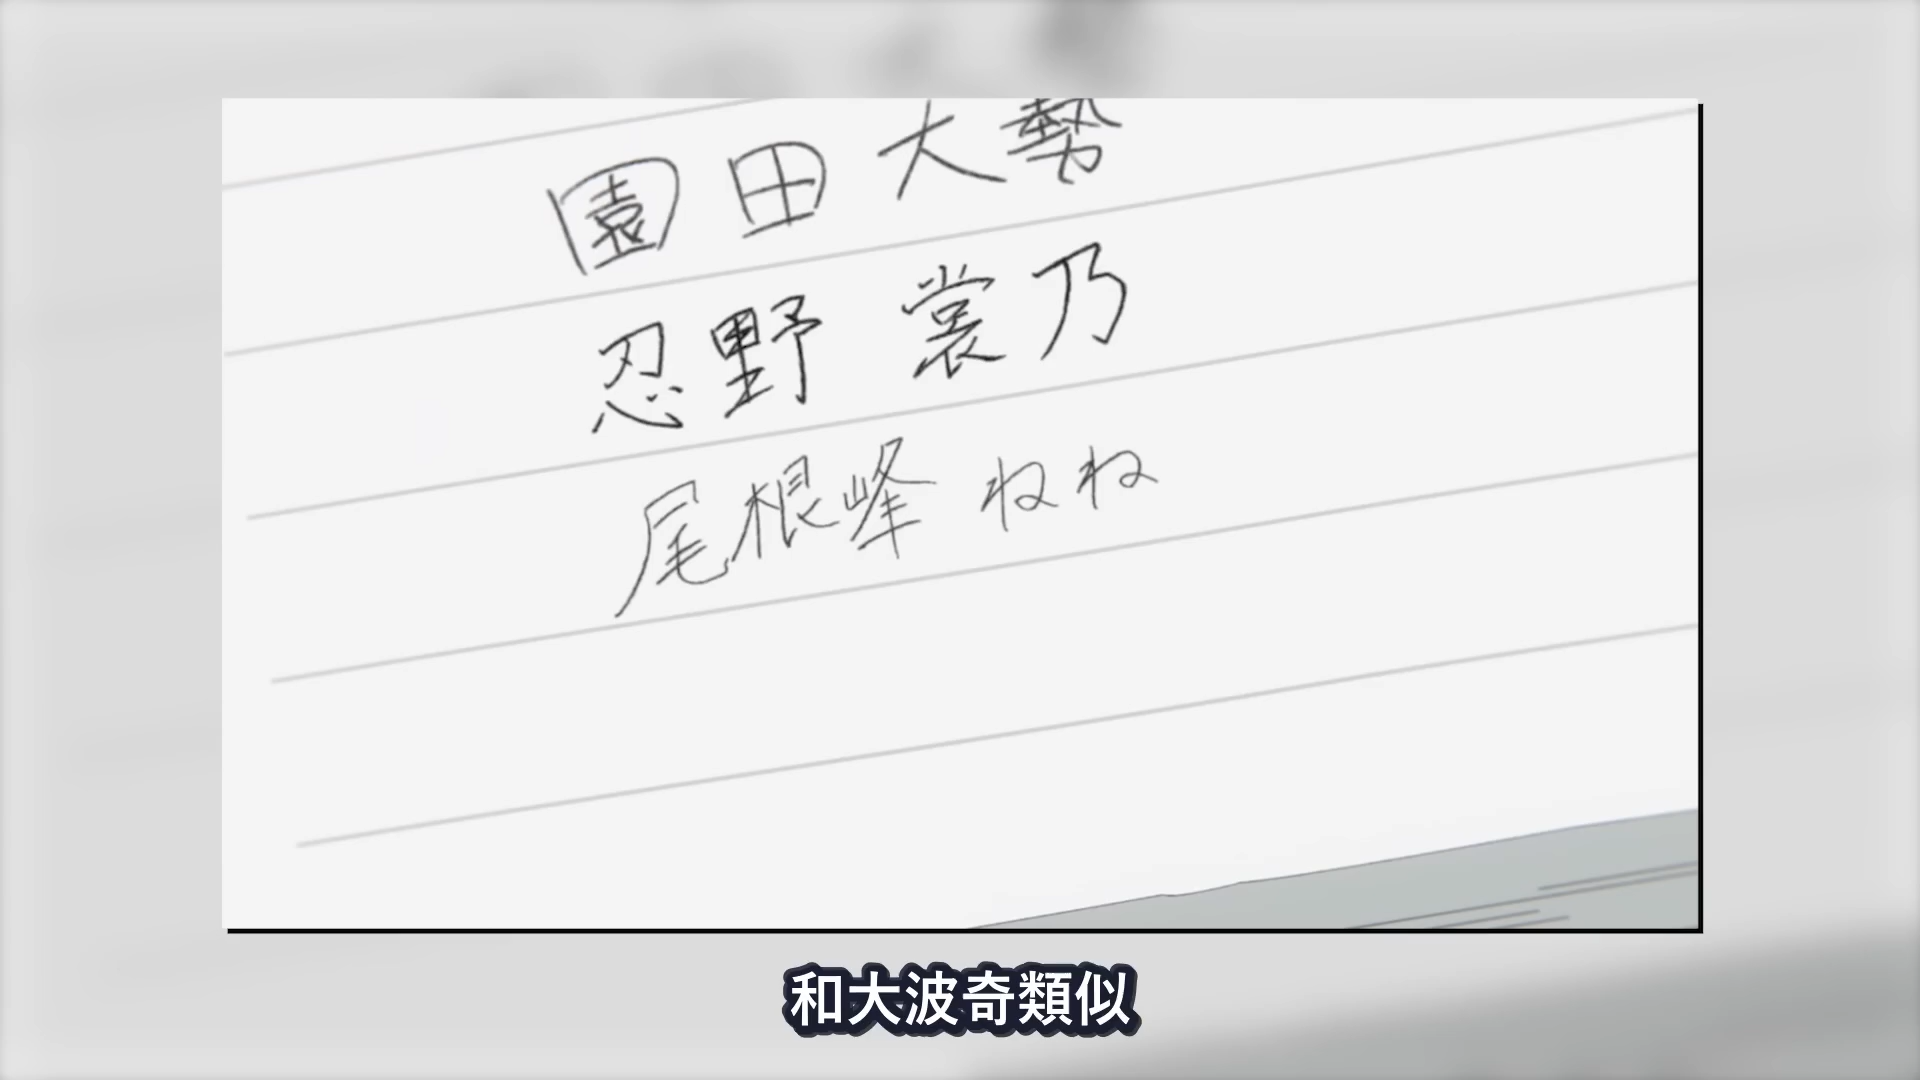 園田大勢
忍野 裳乃
尾根峰 ねね
和大波奇類似